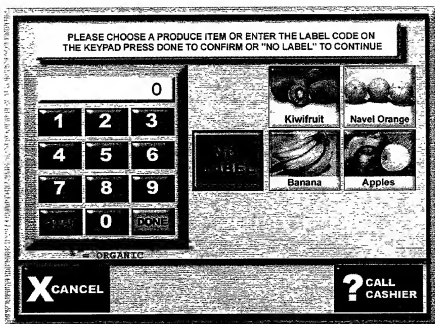 PLEASE CHOOSE A PRODUCE ITEM OR ENTER THE LABEL CODE ON
THE KEYPAD PRESS DONE TO CONFIRM OR "NO LABEL" TO CONTINUE
0
1 2 3
4 5 6
7 8 9
0 DONE
* = ORGANIC
NO
LABEL
Kiwifruit
Navel Orange
Banana
Apples
X CANCEL
? CALL
CASHIER